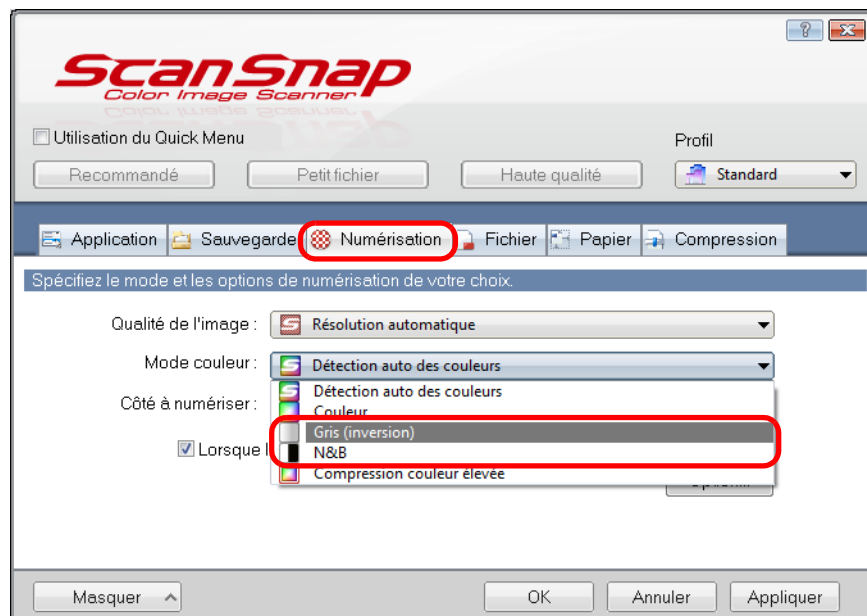 ScanSnap
Color Image Scanner
Utilisation du Quick Menu
Profil
Recommandé
Petit fichier
Haute qualité
Standard
Application
Sauvegarde
Numérisation
Fichier
Papier
Compression
Spécifiez le mode et les options de numérisation de votre choix.
Qualité de l'image :
Résolution automatique
Mode couleur :
Détection auto des couleurs
Détection auto des couleurs
Côté à numériser :
Couleur
Gris (inversion)
Lorsque l
N&B
Compression couleur élevée
Masquer
OK
Annuler
Appliquer